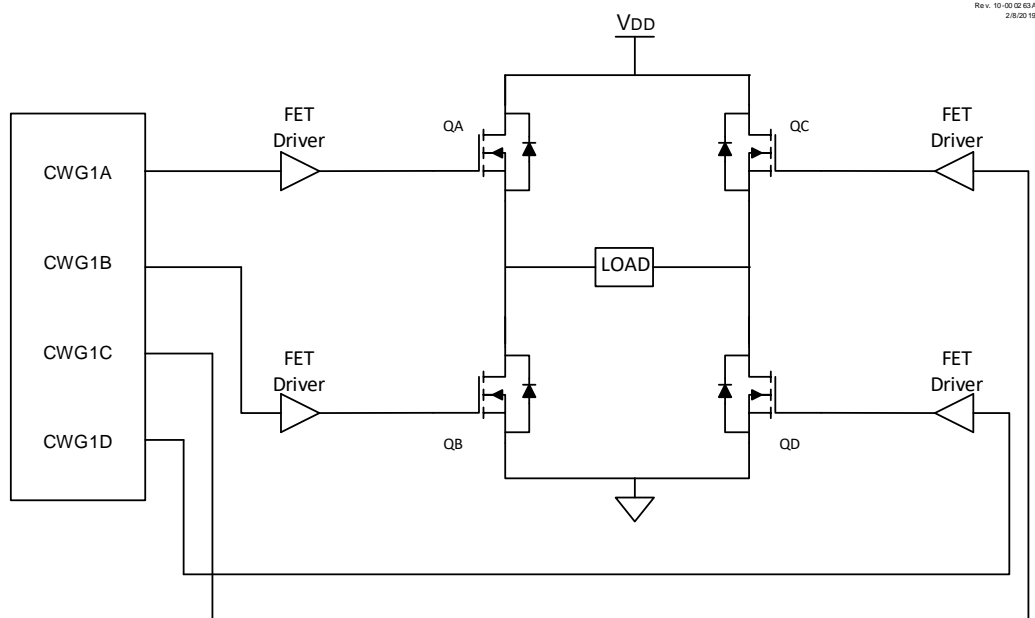 Rev. 10-000263A
2/8/2019
VDD
FET
Driver
QA
QC
FET
Driver
CWG1A
CWG1B
LOAD
CWG1C
FET
Driver
FET
Driver
CWG1D
QB
QD